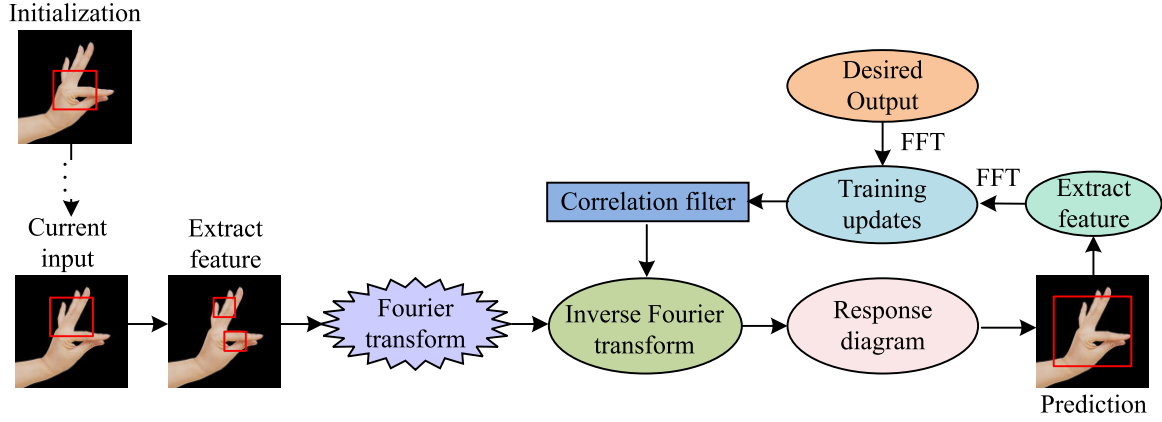 Initialization
Desired
Output
FFT
FFT
Training
updates
Extract
feature
Correlation filter
Current
input
Extract
feature
Fourier
transform
Inverse Fourier
transform
Response
diagram
Prediction